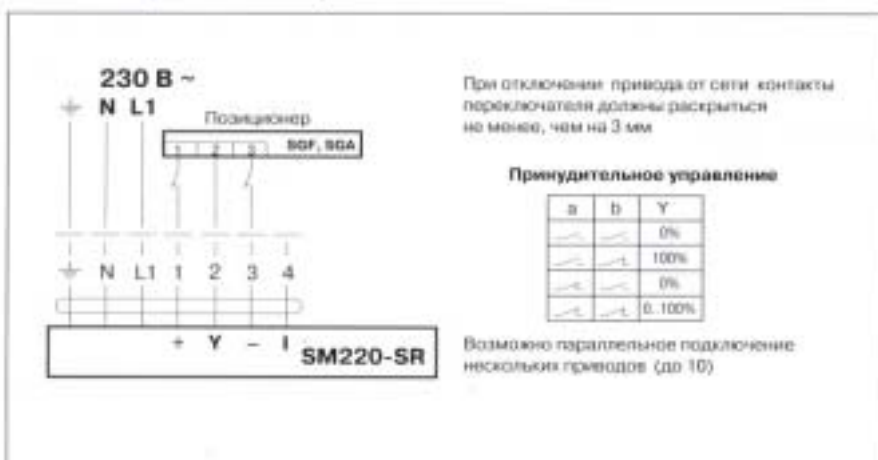 230 В ~
N L1
Позиционер
1 2 3 SGF, SGA
N L1 1 2 3 4
+ Y – I
SM220-SR
При отключении привода от сети контакты
переключателя должны раскрыться
не менее, чем на 3 мм
Принудительное управление
a b Y
0%
100%
0%
0..100%
Возможно параллельное подключение
нескольких приводов (до 10)